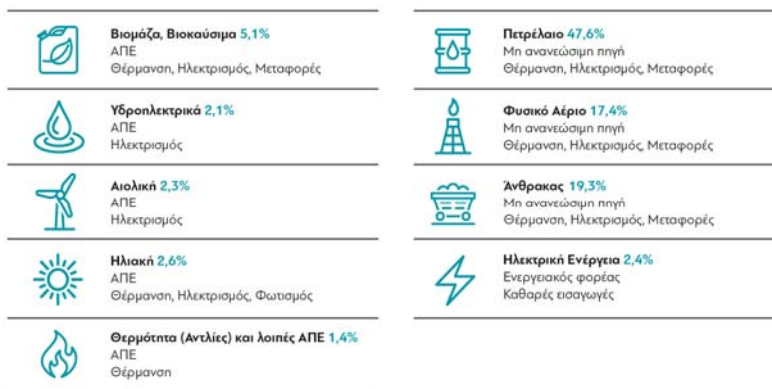 Βιομάζα, Βιοκαύσιμα 5,1%
ΑΠΕ
Θέρμανση, Ηλεκτρισμός, Μεταφορές
Υδροηλεκτρικά 2,1%
ΑΠΕ
Ηλεκτρισμός
Αιολική 2,3%
ΑΠΕ
Ηλεκτρισμός
Ηλιακή 2,6%
ΑΠΕ
Θέρμανση, Ηλεκτρισμός, Φωτισμός
Θερμότητα (Αντλίες) και λοιπές ΑΠΕ 1,4%
ΑΠΕ
Θέρμανση
Πετρέλαιο 47,6%
Μη ανανεώσιμη πηγή
Θέρμανση, Ηλεκτρισμός, Μεταφορές
Φυσικό Αέριο 17,4%
Μη ανανεώσιμη πηγή
Θέρμανση, Ηλεκτρισμός, Μεταφορές
Άνθρακας 19,3%
Μη ανανεώσιμη πηγή
Θέρμανση, Ηλεκτρισμός, Μεταφορές
Ηλεκτρική Ενέργεια 2,4%
Ενεργειακός φορέας
Καθαρές εισαγωγές